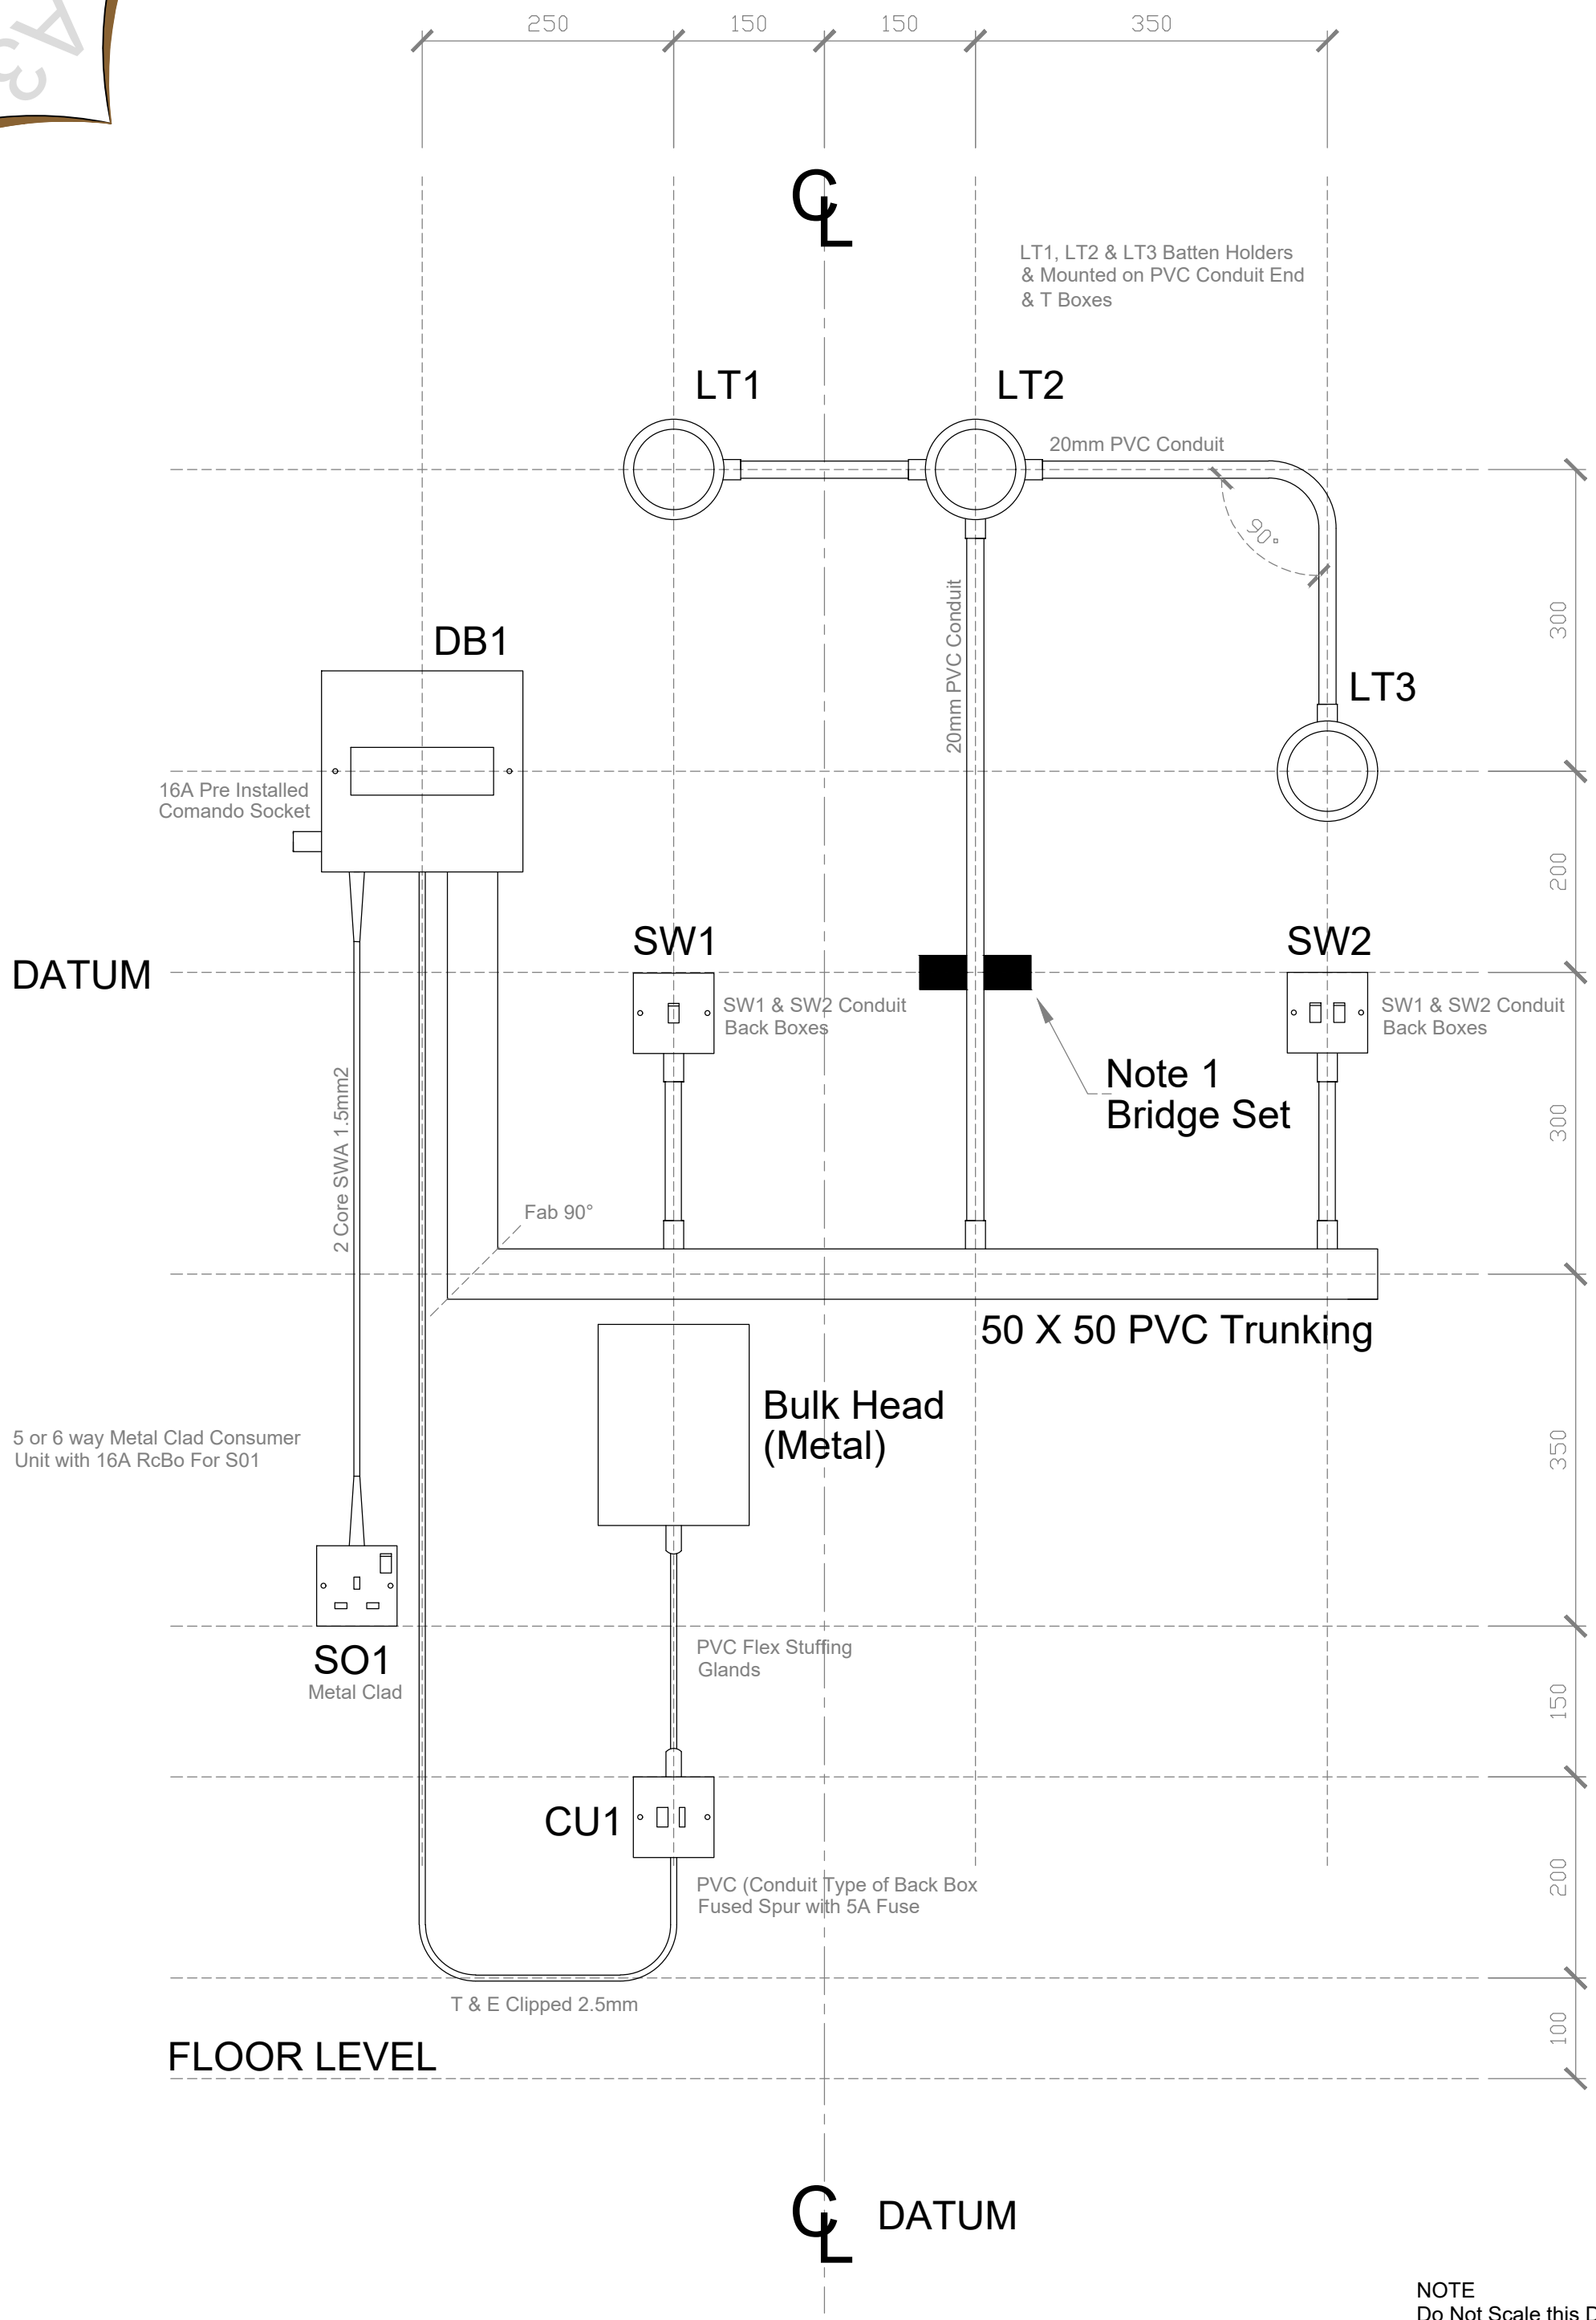 A3
250
150
150
350
CL
LT1, LT2 & LT3 Batten Holders
& Mounted on PVC Conduit End
& T Boxes
LT1
LT2
20mm PVC Conduit
90°
20mm PVC Conduit
300
DB1
LT3
16A Pre Installed
Comando Socket
200
SW1
SW2
DATUM
SW1 & SW2 Conduit
Back Boxes
SW1 & SW2 Conduit
Back Boxes
Note 1
Bridge Set
2 Core SWA 1.5mm2
300
Fab 90°
50 X 50 PVC Trunking
Bulk Head
(Metal)
5 or 6 way Metal Clad Consumer
Unit with 16A RcBo For S01
350
SO1
Metal Clad
PVC Flex Stuffing
Glands
150
CU1
PVC (Conduit Type of Back Box
Fused Spur with 5A Fuse
200
T & E Clipped 2.5mm
100
FLOOR LEVEL
CL
DATUM
NOTE
Do Not Scale this